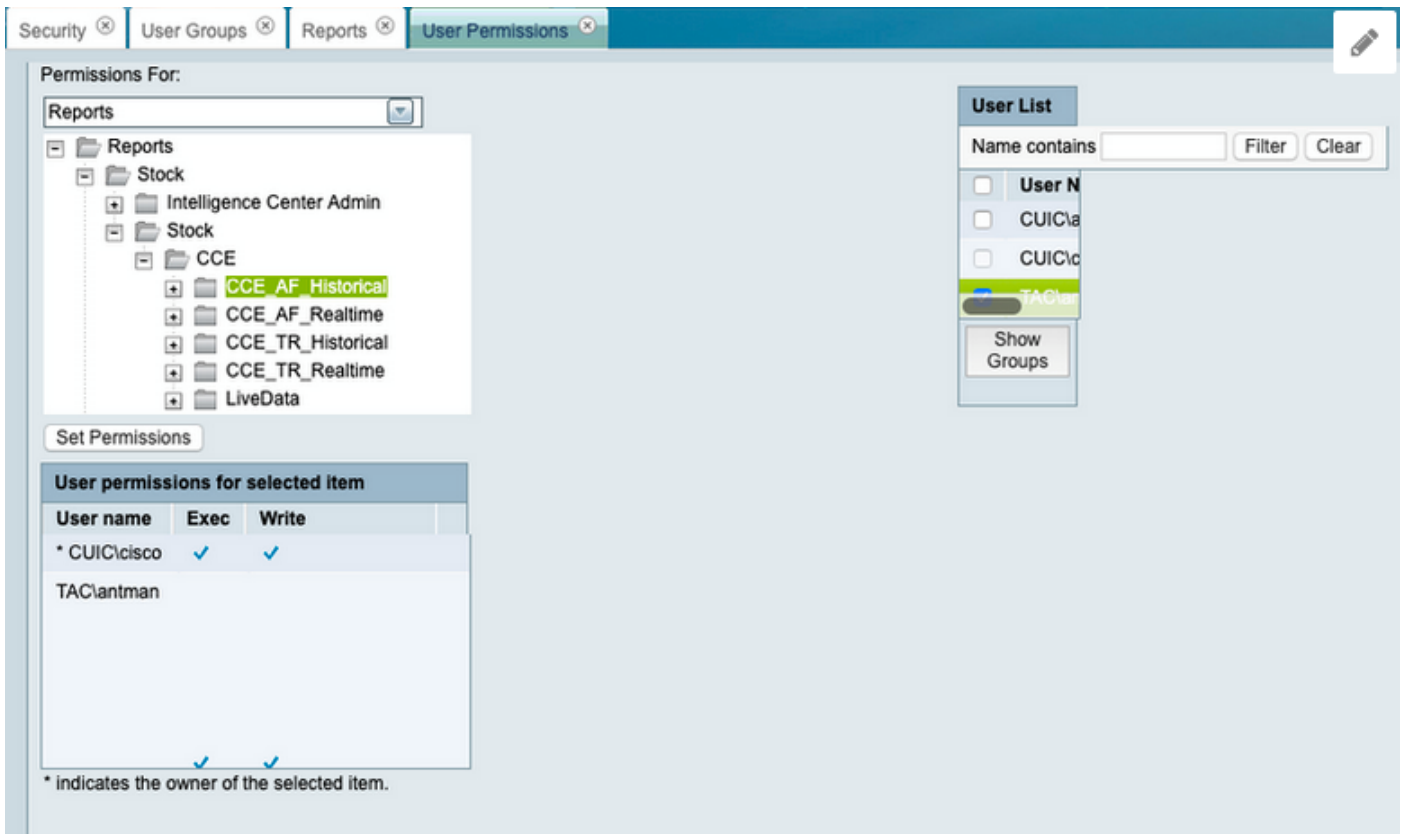 Security User Groups Reports User Permissions
Permissions For:
Reports
Reports
Stock
Intelligence Center Admin
Stock
CCE
CCE_AF_Historical
CCE_AF_Realtime
CCE_TR_Historical
CCE_TR_Realtime
LiveData
Set Permissions
User permissions for selected item
User name Exec Write
* CUIC\cisco
TAC\antman
* indicates the owner of the selected item.
User List
Name contains Filter Clear
User N
CUIC\a
CUIC\c
TAC\an
Show
Groups